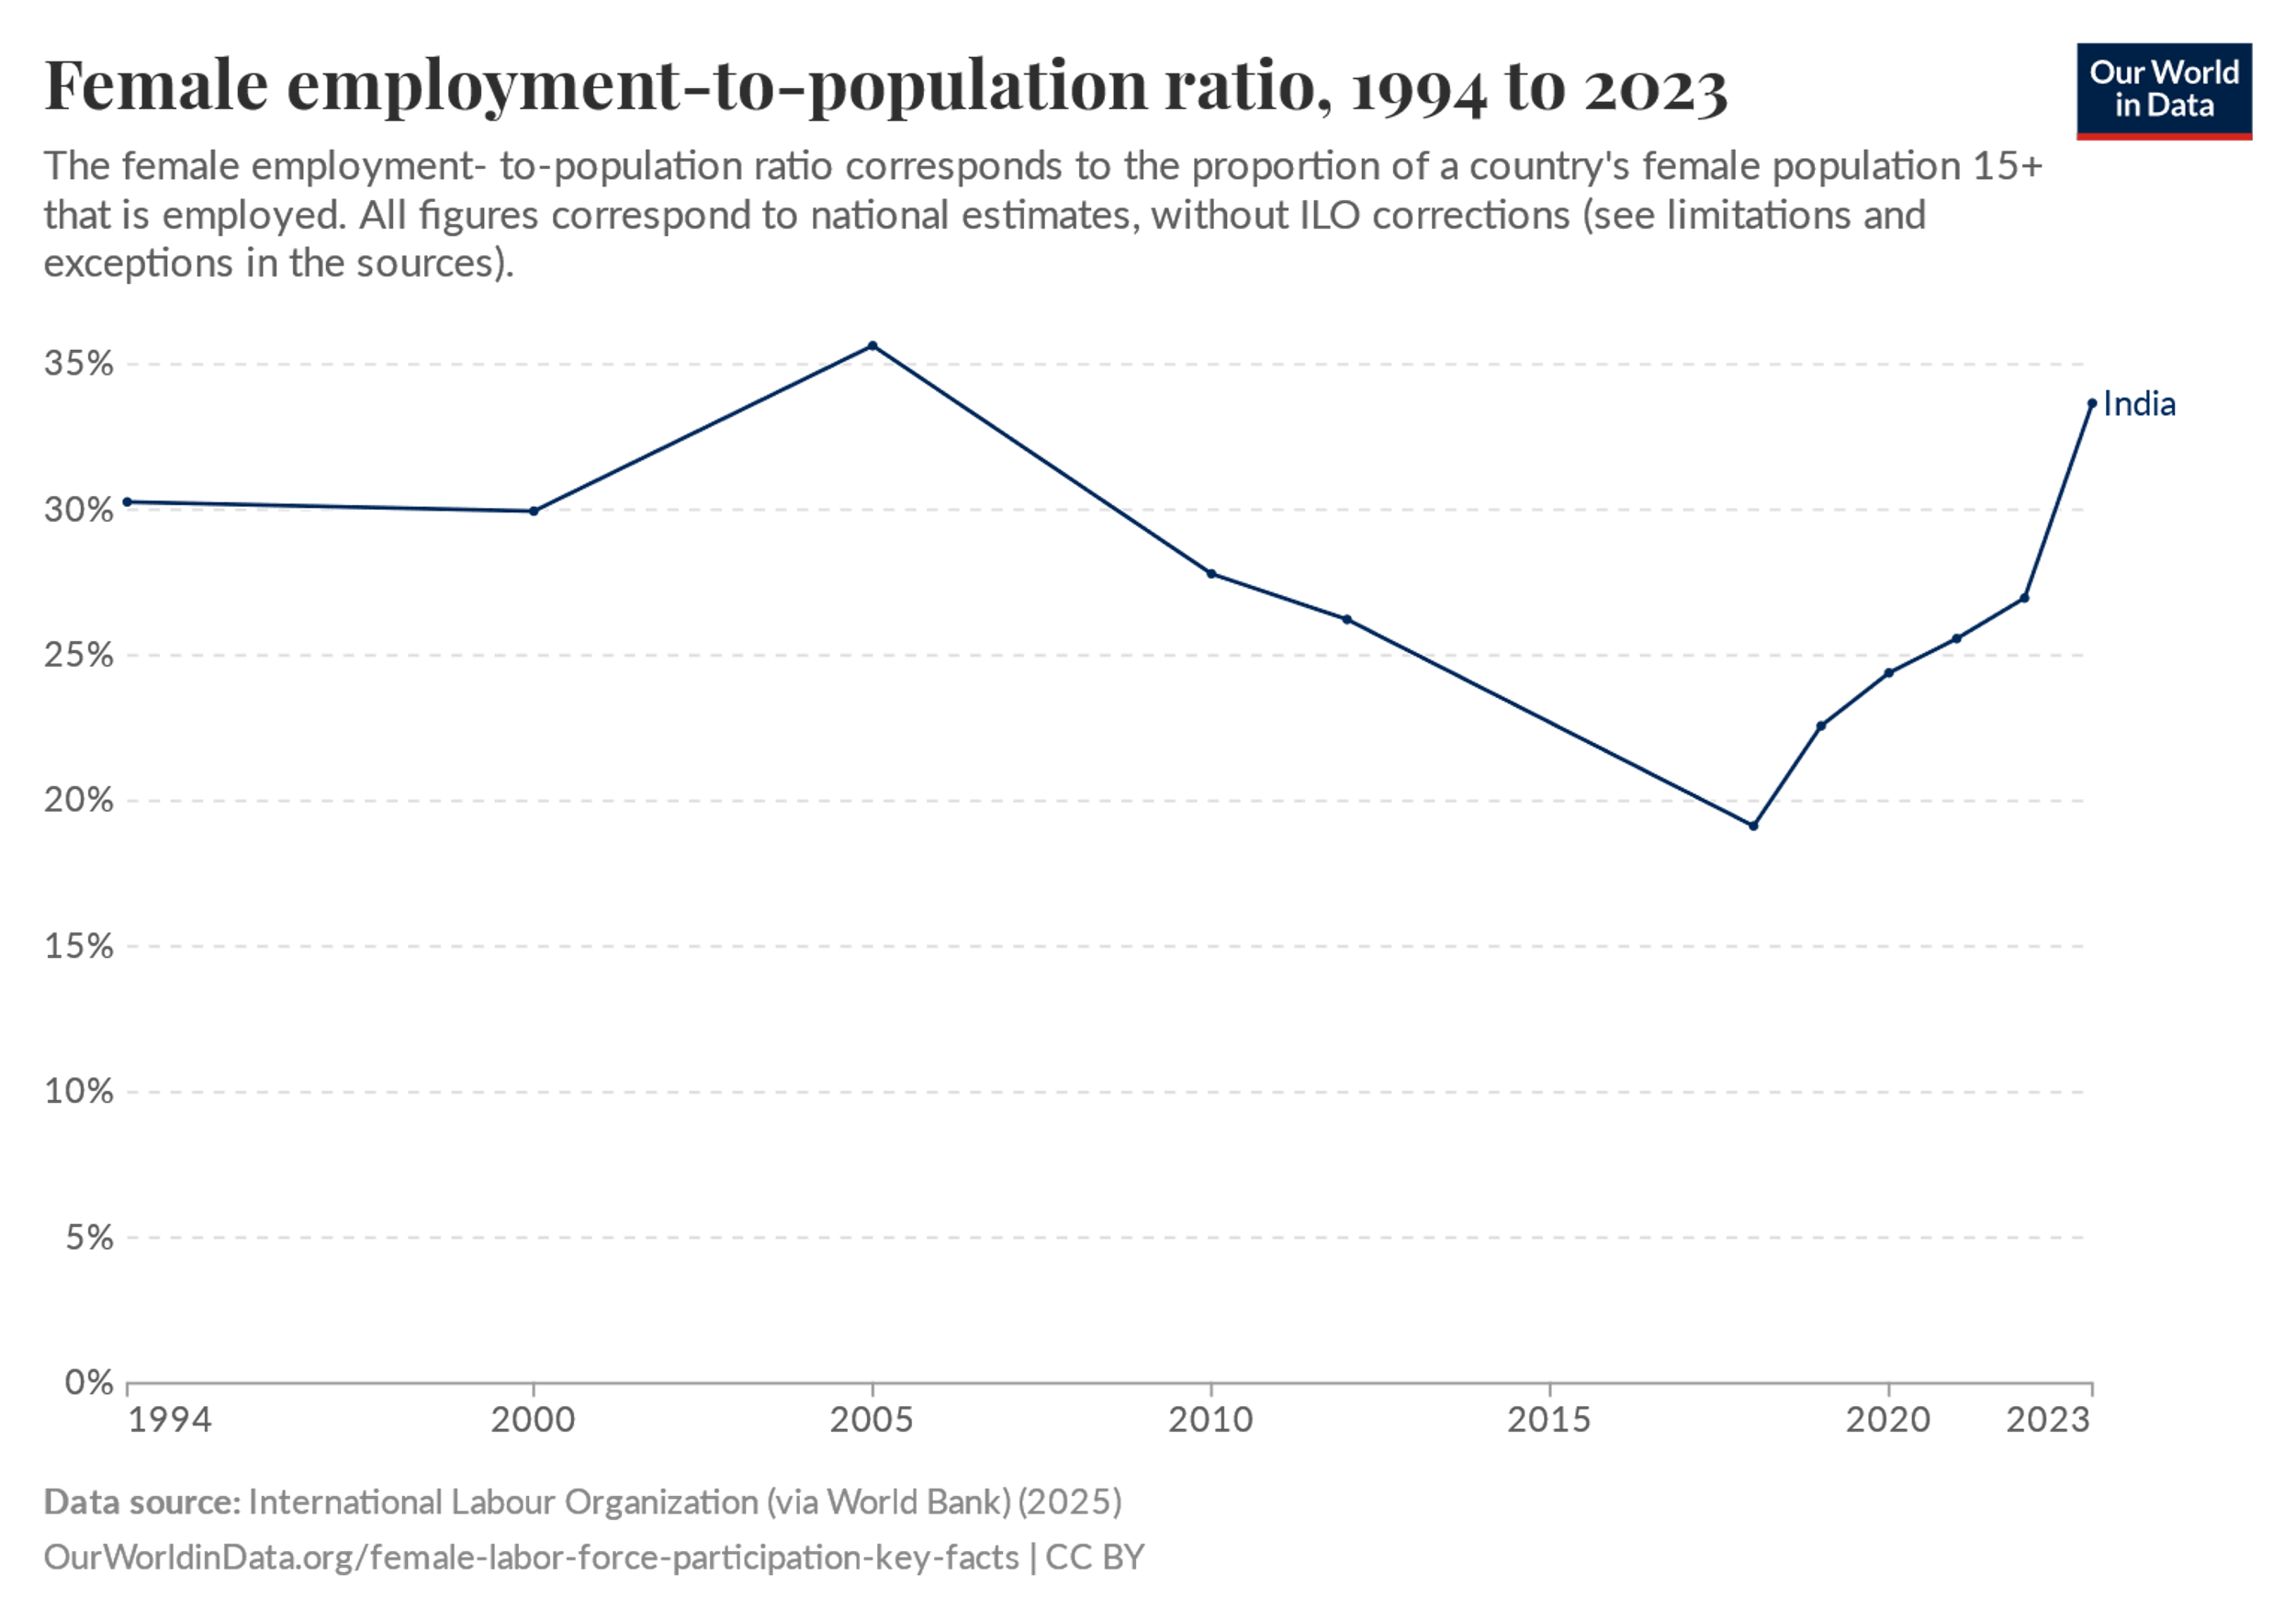 Female employment-to-population ratio, 1994 to 2023
Our World
in Data
The female employment- to-population ratio corresponds to the proportion of a country's female population 15+
that is employed. All figures correspond to national estimates, without ILO corrections (see limitations and
exceptions in the sources).
35%
India
30%
25%
20%
15%
10%
5%
0%
1994 2000 2005 2010 2015 2020 2023
Data source: International Labour Organization (via World Bank) (2025)
OurWorldinData.org/female-labor-force-participation-key-facts | CC BY